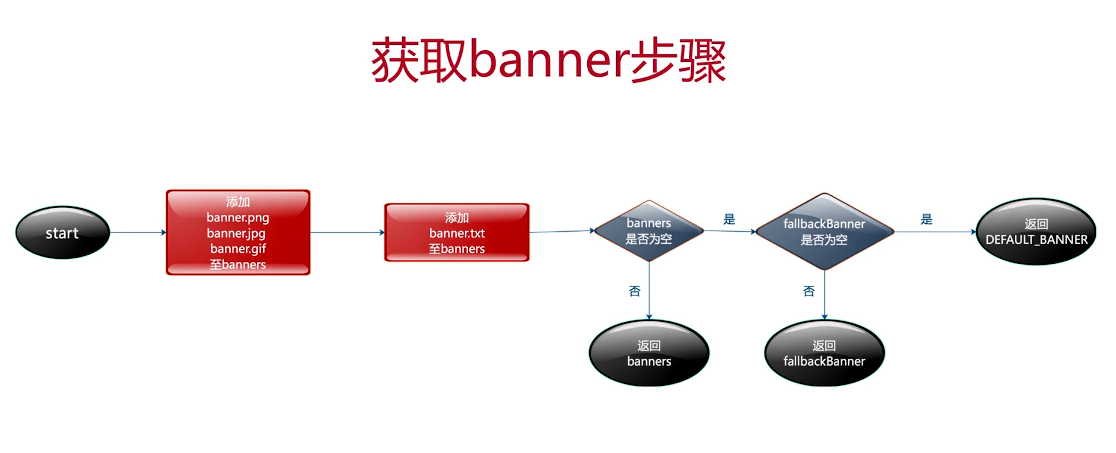 获取banner步骤
start
添加
banner.png
banner.jpg
banner.gif
至banners
添加
banner.txt
至banners
banners
是否为空
是
fallbackBanner
是否为空
是
返回
DEFAULT_BANNER
否
否
返回
banners
返回
fallbackBanner